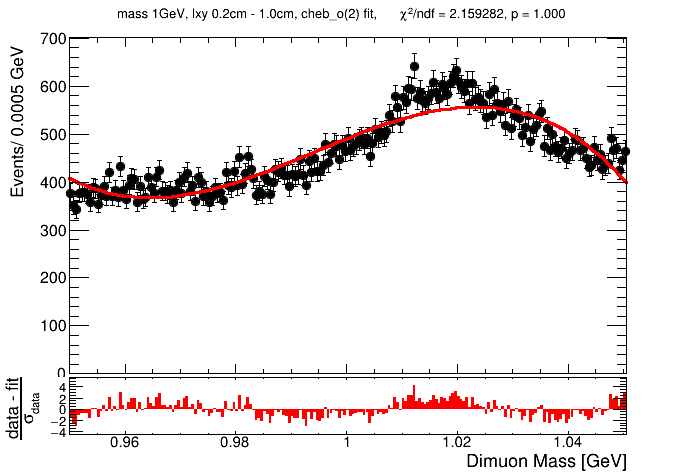 mass 1GeV, lxy 0.2cm - 1.0cm, cheb_o(2) fit, χ²/ndf = 2.159282, p = 1.000
Events/ 0.0005 GeV
700
600
500
400
300
200
100
0
data - fit
σdata
4
2
0
−2
−4
0.96 0.98 1 1.02 1.04
Dimuon Mass [GeV]